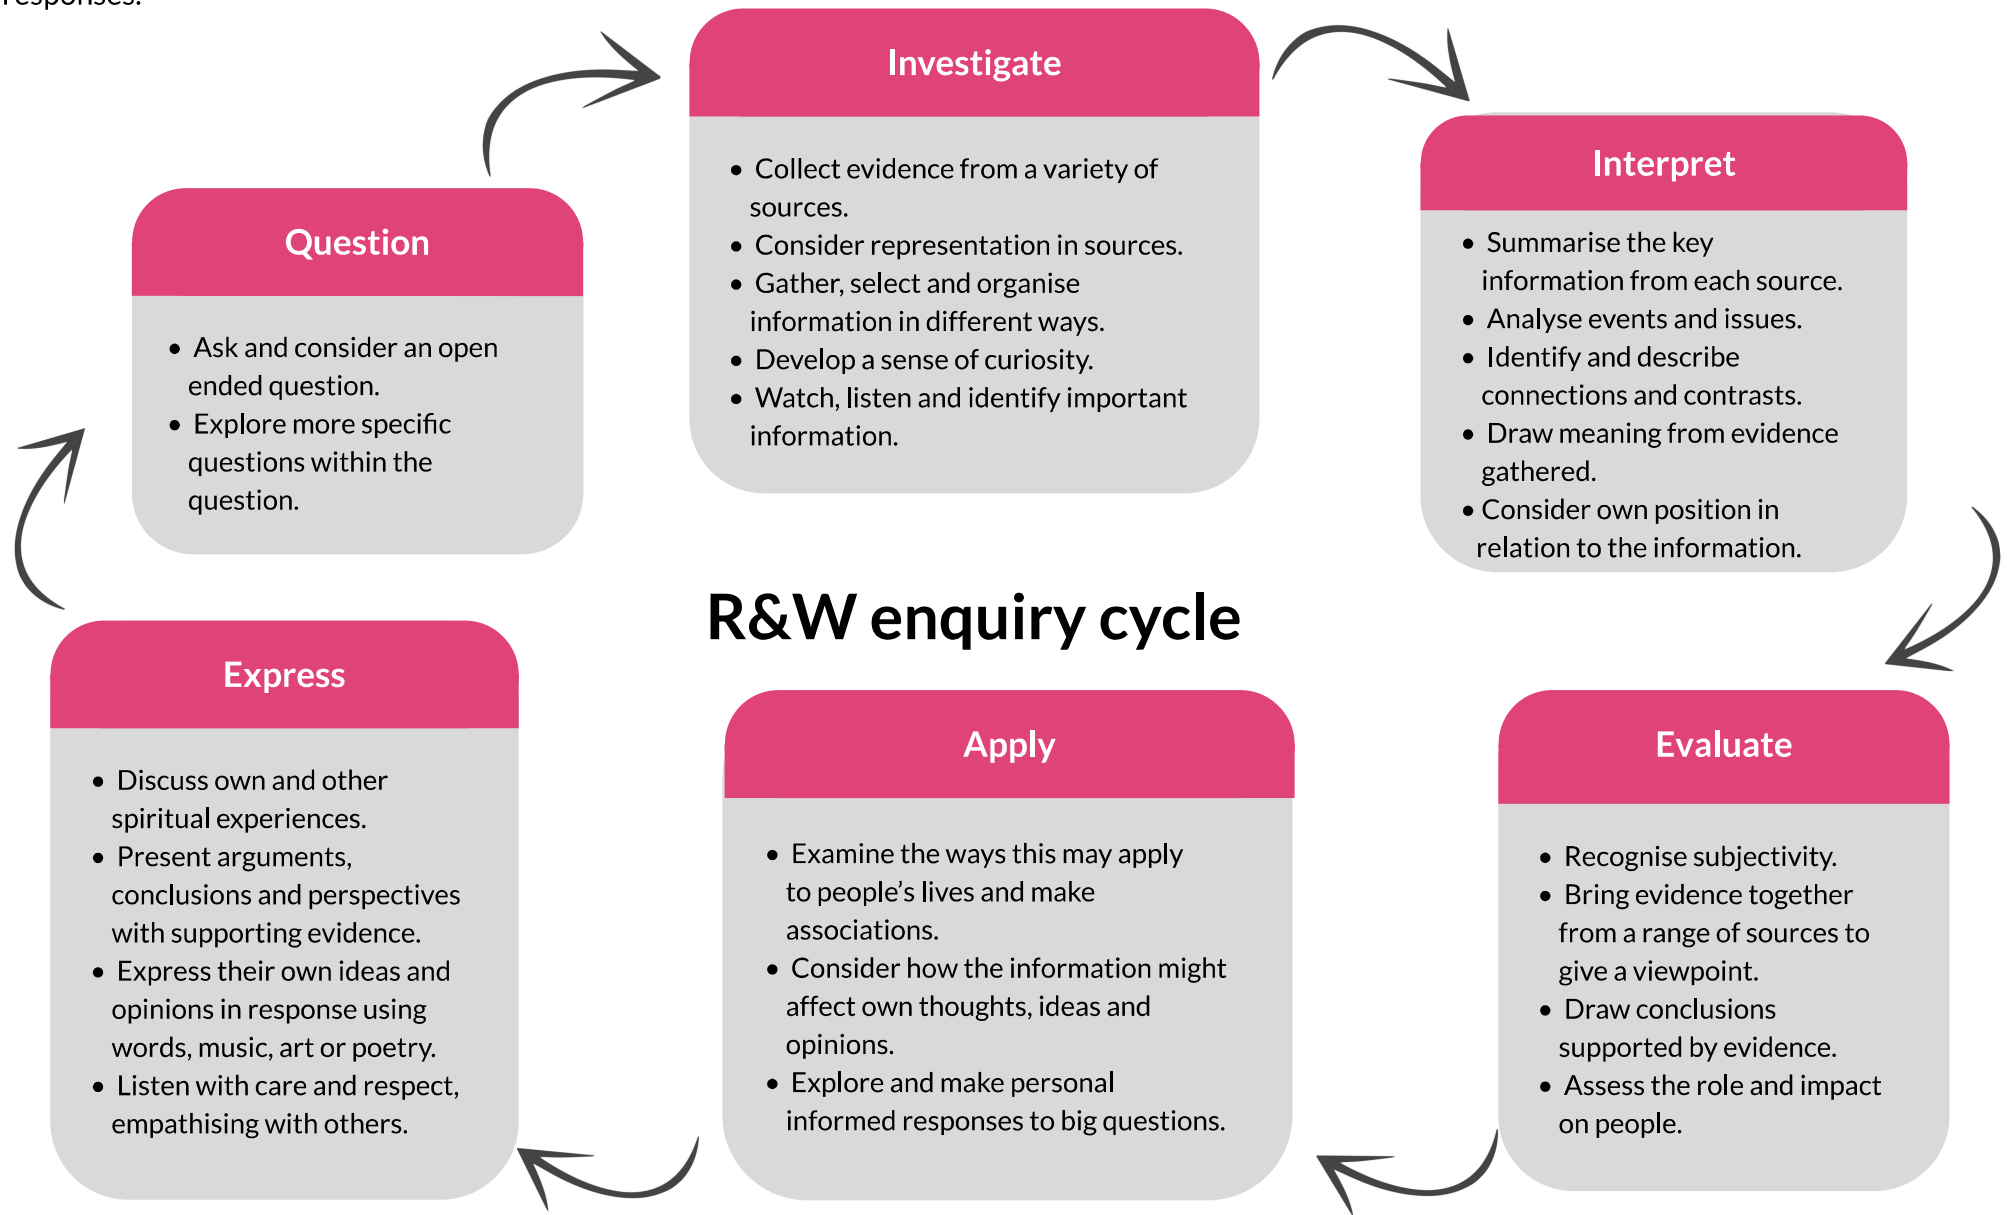 responses.
Question
• Ask and consider an open
ended question.
• Explore more specific
questions within the
question.
Investigate
• Collect evidence from a variety of
sources.
• Consider representation in sources.
• Gather, select and organise
information in different ways.
• Develop a sense of curiosity.
• Watch, listen and identify important
information.
Interpret
• Summarise the key
information from each source.
• Analyse events and issues.
• Identify and describe
connections and contrasts.
• Draw meaning from evidence
gathered.
• Consider own position in
relation to the information.
R&W enquiry cycle
Evaluate
• Recognise subjectivity.
• Bring evidence together
from a range of sources to
give a viewpoint.
• Draw conclusions
supported by evidence.
• Assess the role and impact
on people.
Apply
• Examine the ways this may apply
to people's lives and make
associations.
• Consider how the information might
affect own thoughts, ideas and
opinions.
• Explore and make personal
informed responses to big questions.
Express
• Discuss own and other
spiritual experiences.
• Present arguments,
conclusions and perspectives
with supporting evidence.
• Express their own ideas and
opinions in response using
words, music, art or poetry.
• Listen with care and respect,
empathising with others.